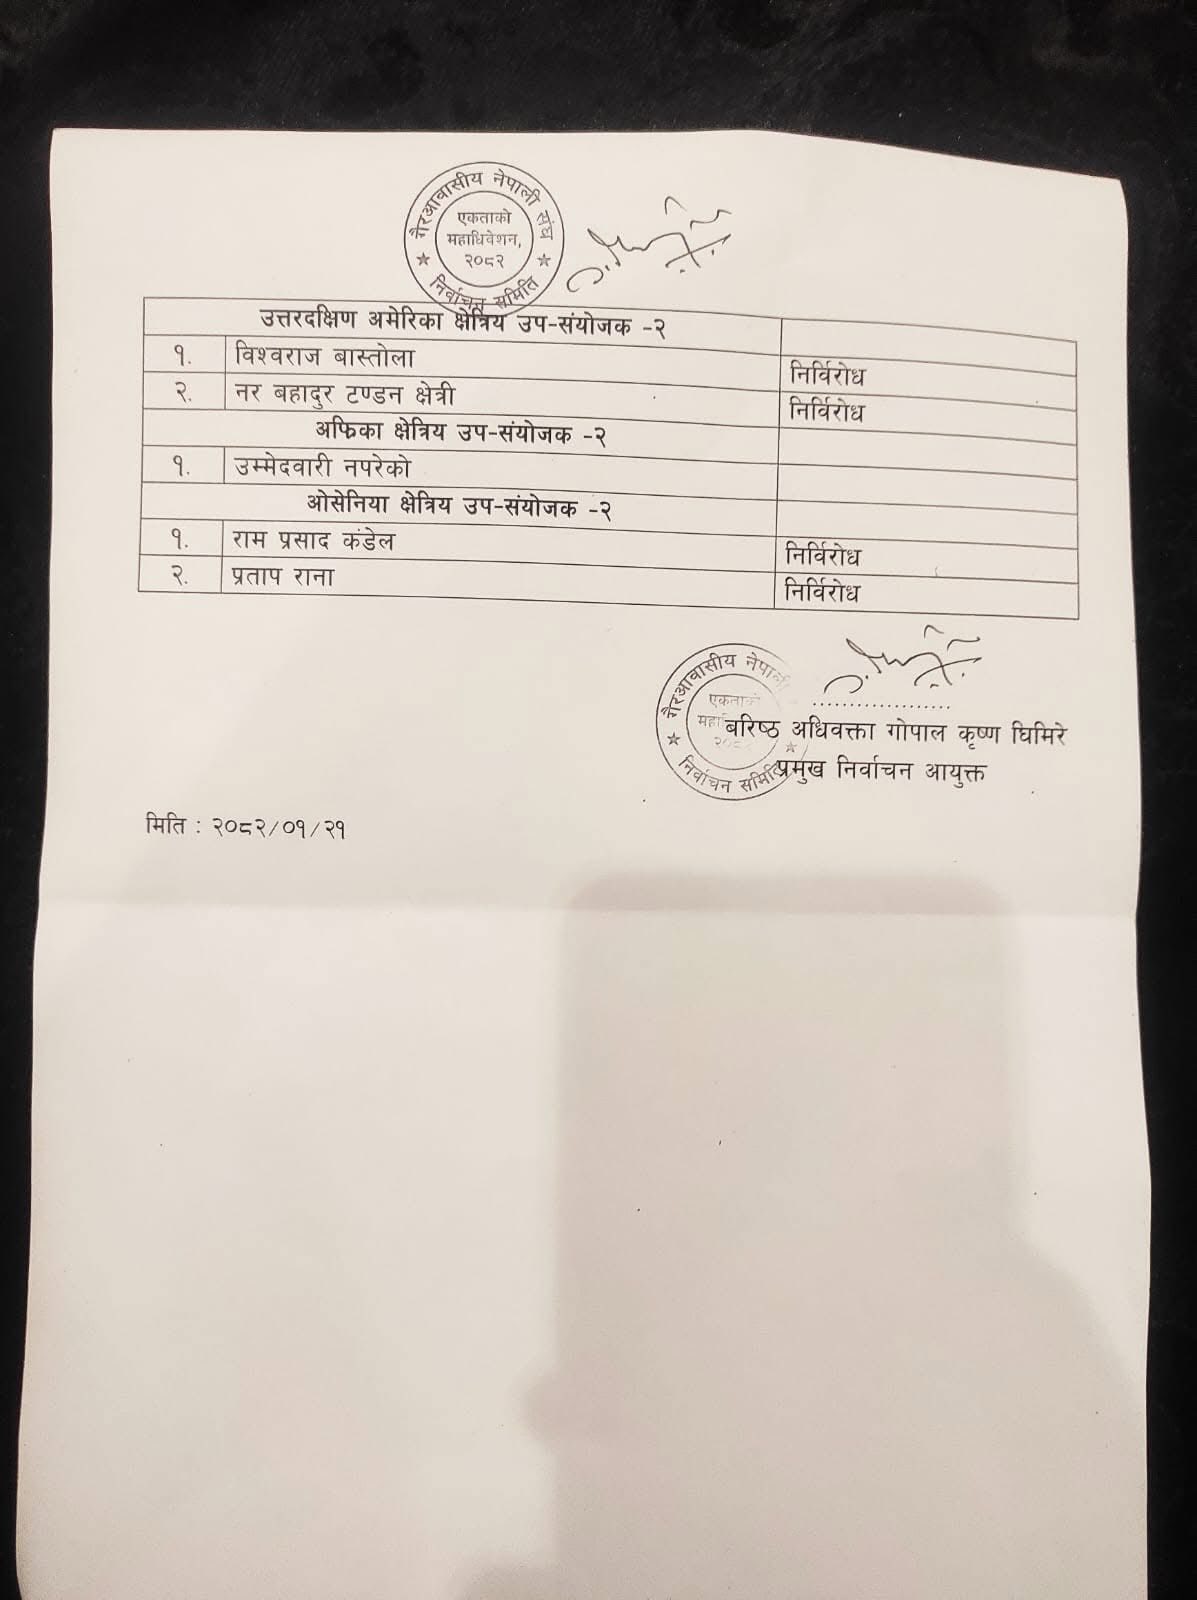 गैरआवासीय नेपाली संघ
एकताको
महाधिवेशन,
२०८२
निर्वाचन समिति
उत्तरदक्षिण अमेरिका क्षेत्रिय उप-संयोजक -२
१. विश्वराज बास्तोला निर्विरोध
२. नर बहादुर टण्डन क्षेत्री निर्विरोध
अफ्रिका क्षेत्रिय उप-संयोजक -२
१. उम्मेदवारी नपरेको
ओसेनिया क्षेत्रिय उप-संयोजक -२
१. राम प्रसाद कंडेल निर्विरोध
२. प्रताप राना निर्विरोध
गैरआवासीय नेपाली
एकताको
निर्वाचन समिति
बरिष्ठ अधिवक्ता गोपाल कृष्ण घिमिरे
प्रमुख निर्वाचन आयुक्त
मिति : २०८२/०१/२१